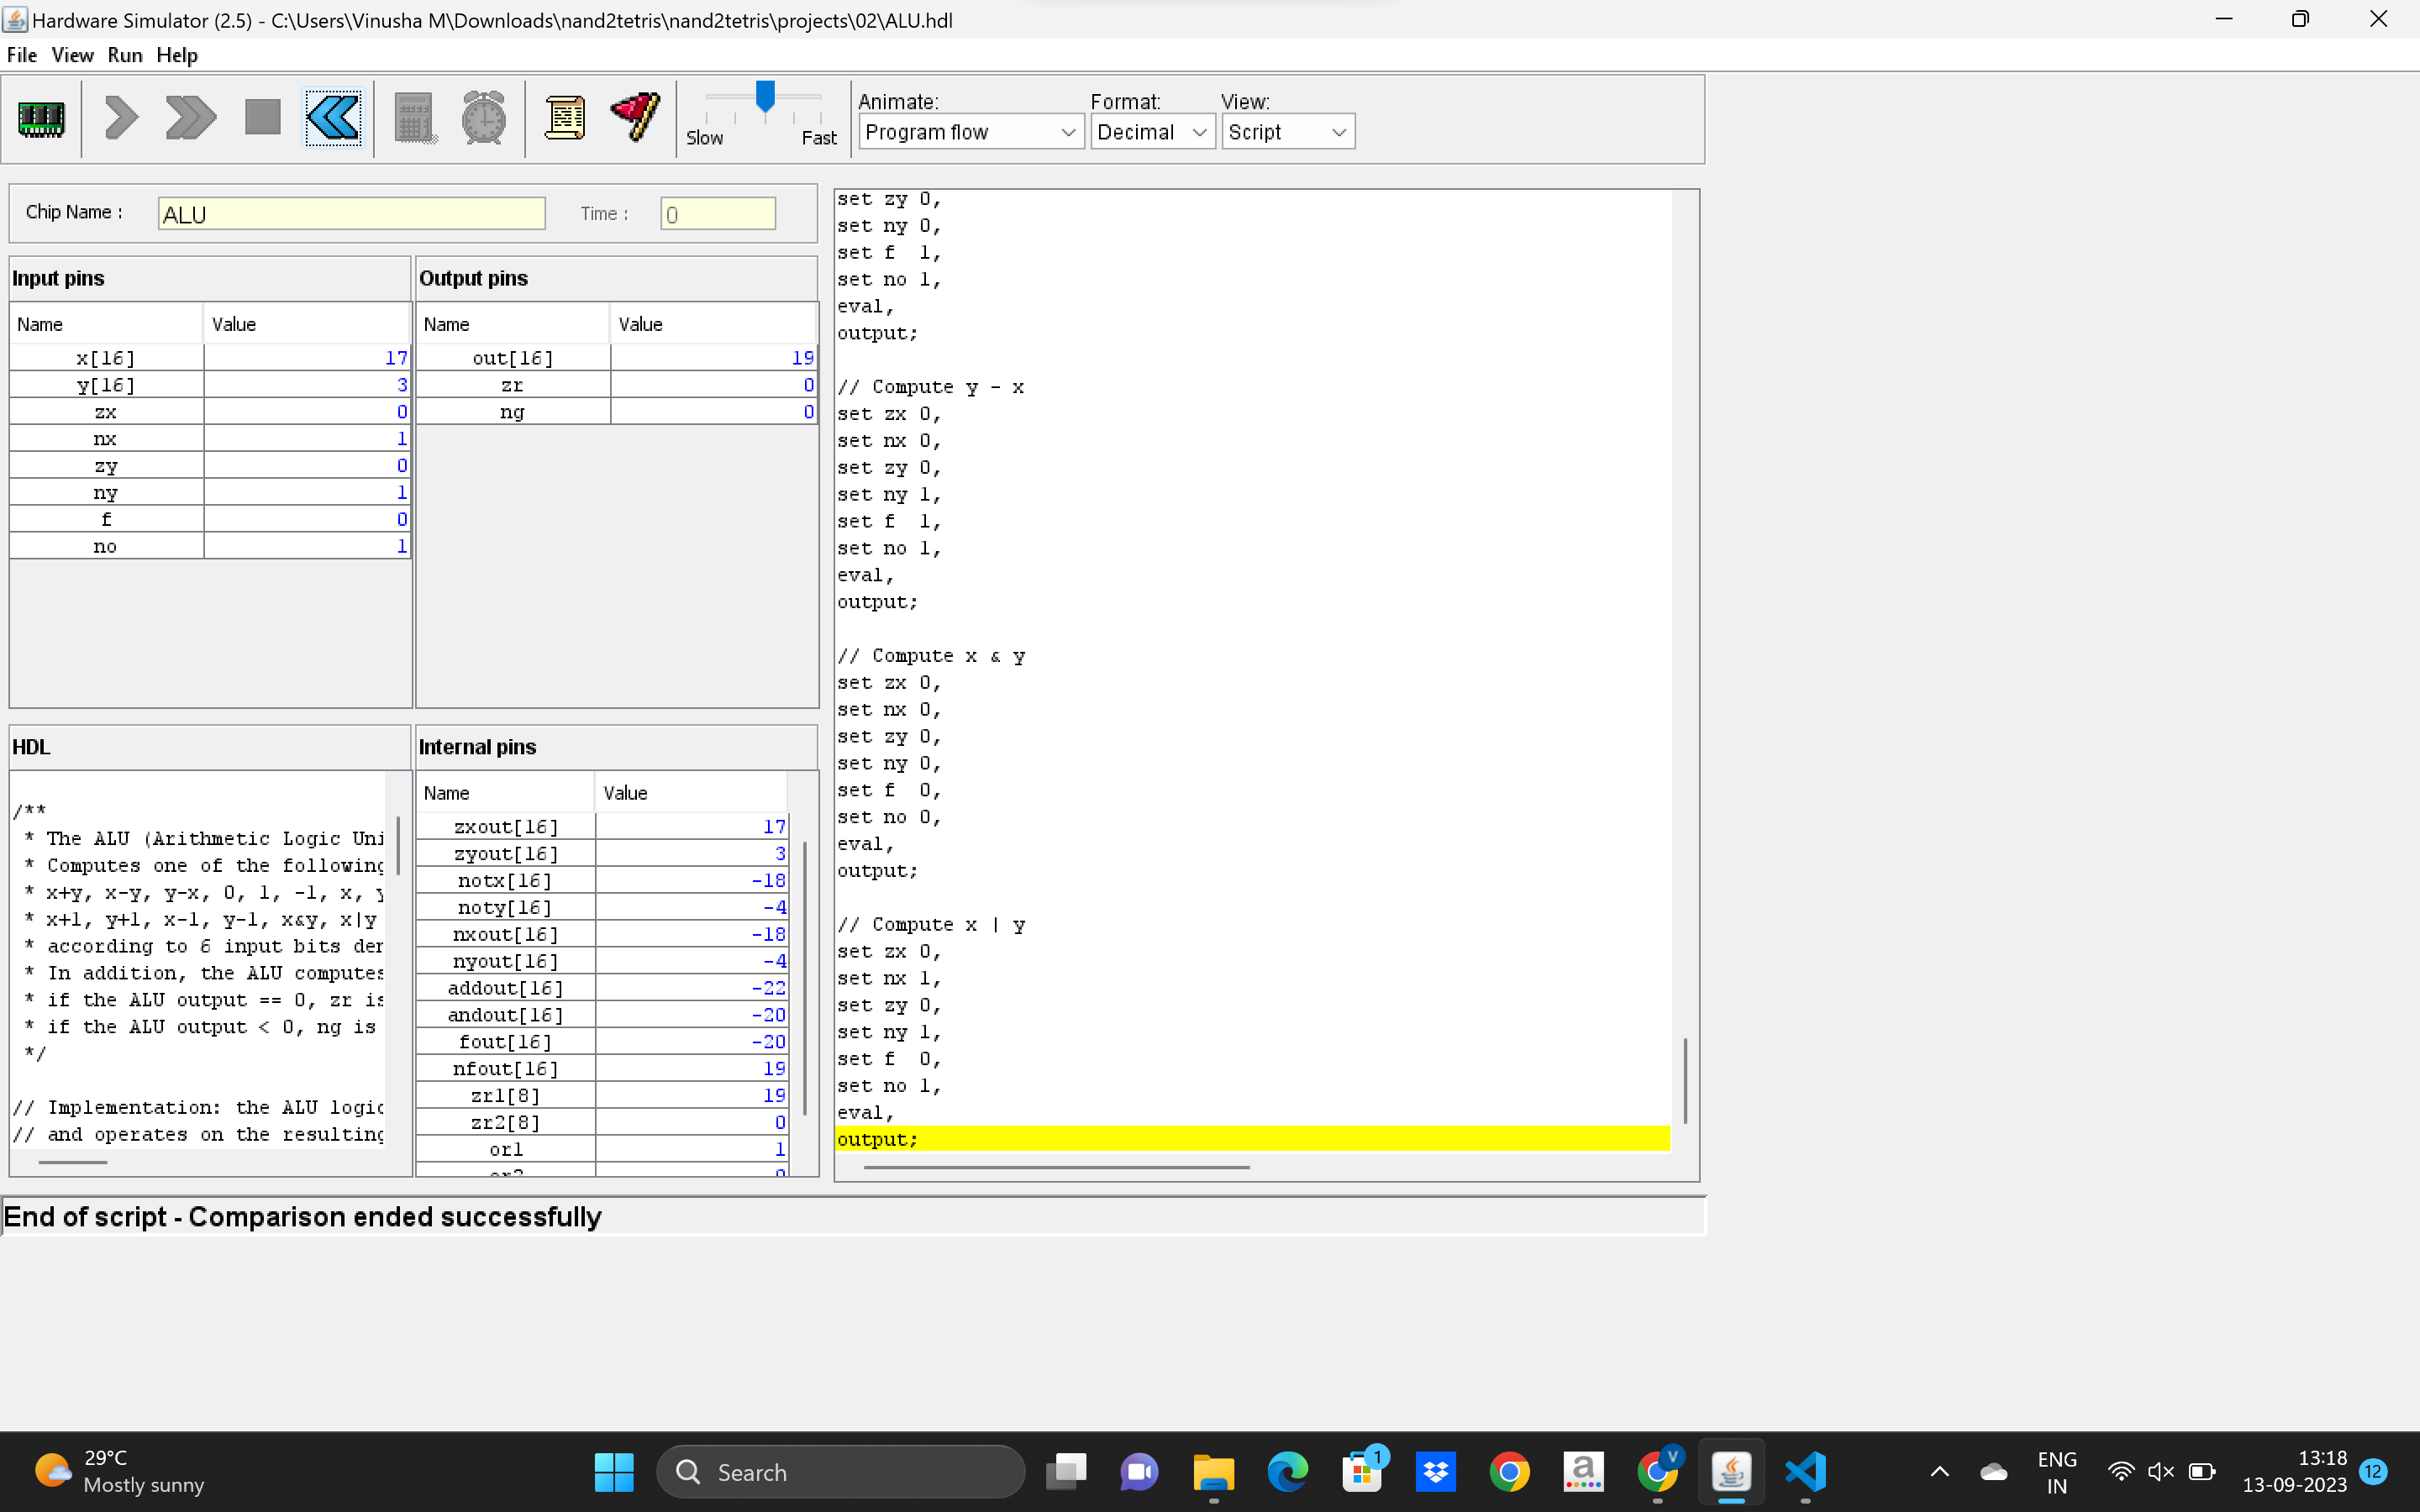 Hardware Simulator (2.5) - C:\Users\Vinusha M\Downloads\nand2tetris\nand2tetris\projects\02\ALU.hdl
File View Run Help
Slow Fast
Animate: Format: View:
Program flow Decimal Script
Chip Name : ALU Time : 0
Input pins
Name Value
x[16] 17
y[16] 3
zx 0
nx 1
zy 0
ny 1
f 0
no 1
Output pins
Name Value
out[16] 19
zr 0
ng 0
HDL
/**
* The ALU (Arithmetic Logic Uni
* Computes one of the following
* x+y, x-y, y-x, 0, 1, -1, x, y
* x+1, y+1, x-1, y-1, x&y, x|y
* according to 6 input bits den
* In addition, the ALU computes
* if the ALU output == 0, zr is
* if the ALU output < 0, ng is
*/
// Implementation: the ALU logic
// and operates on the resulting
Internal pins
Name Value
zxout[16] 17
zyout[16] 3
notx[16] -18
noty[16] -4
nxout[16] -18
nyout[16] -4
addout[16] -22
andout[16] -20
fout[16] -20
nfout[16] 19
zr1[8] 19
zr2[8] 0
or1 1
set zy 0,
set ny 0,
set f 1,
set no 1,
eval,
output;
// Compute y - x
set zx 0,
set nx 0,
set zy 0,
set ny 1,
set f 1,
set no 1,
eval,
output;
// Compute x & y
set zx 0,
set nx 0,
set zy 0,
set ny 0,
set f 0,
set no 0,
eval,
output;
// Compute x | y
set zx 0,
set nx 1,
set zy 0,
set ny 1,
set f 0,
set no 1,
eval,
output;
End of script - Comparison ended successfully
29°C
Mostly sunny
Search
1
a
V
ENG
IN
13:18
13-09-2023
12